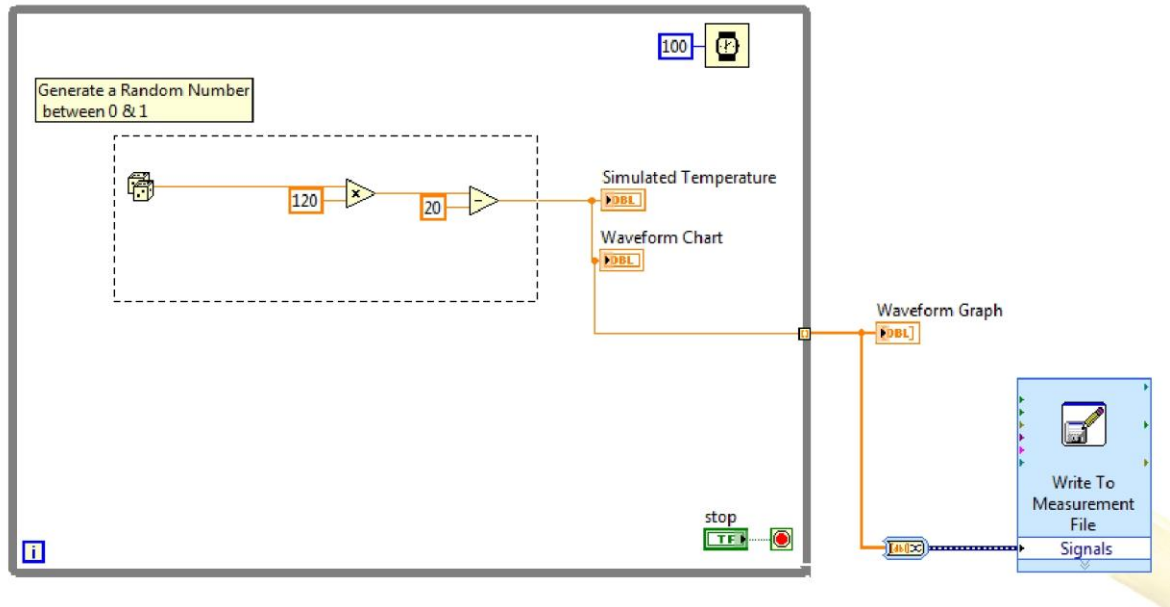 100
Generate a Random Number
between 0 & 1
120
×
20
-
Simulated Temperature
DBL
Waveform Chart
DBL
Waveform Graph
DBL
Write To
Measurement
File
Signals
stop
TF
i